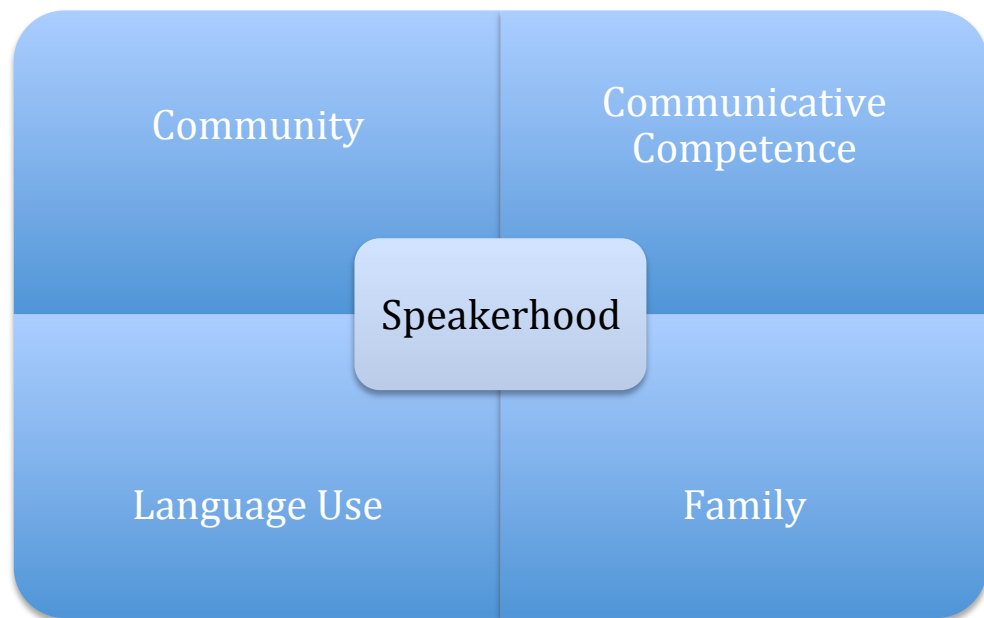 Community
Communicative
Competence
Speakerhood
Language Use
Family